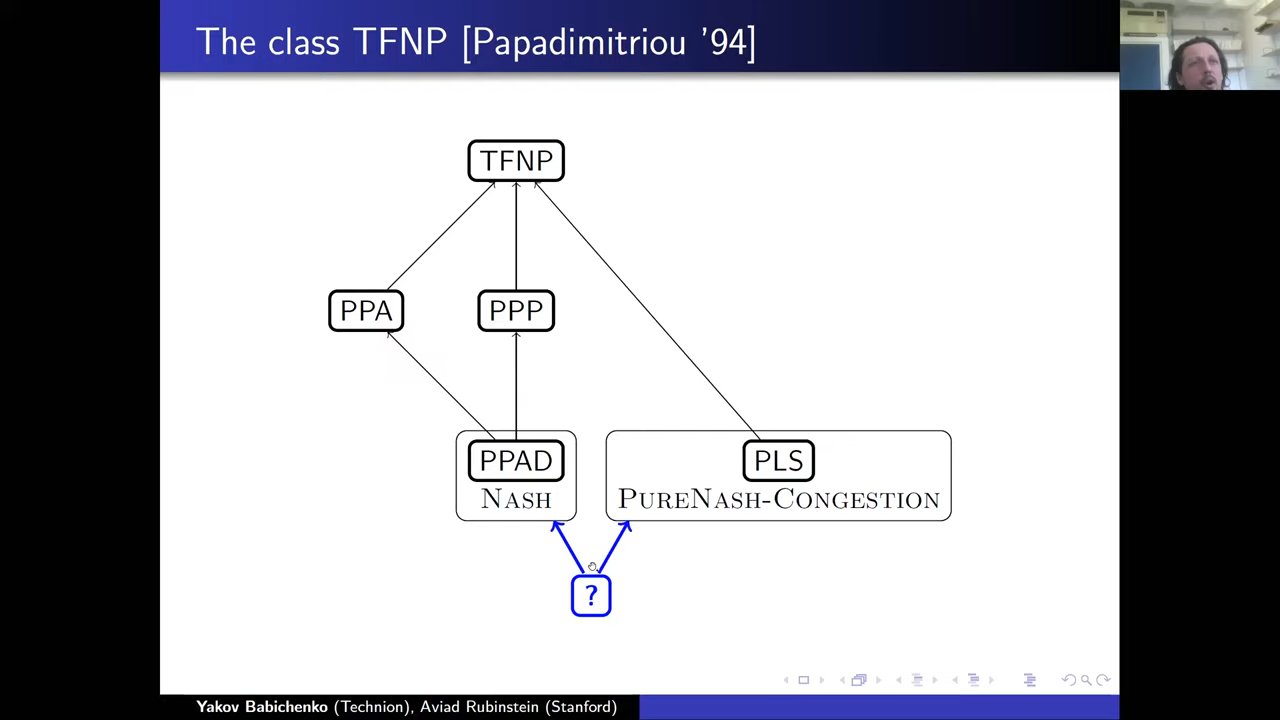 The class TFNP [Papadimitriou ’94]
TFNP
PPA
PPP
PPAD
PLS
NASH
PURENASH-CONGESTION
?
Yakov Babichenko (Technion), Aviad Rubinstein (Stanford)